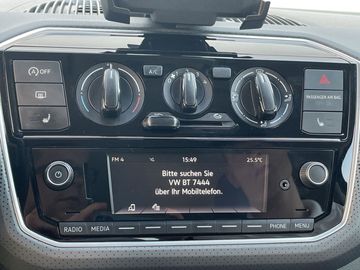 A/C
PASSENGER AIR BAG
FM 4 °C 15:49 25.5°C
Bitte suchen Sie
VW BT 7444
über Ihr Mobiltelefon.
RADIO MEDIA PHONE MENU